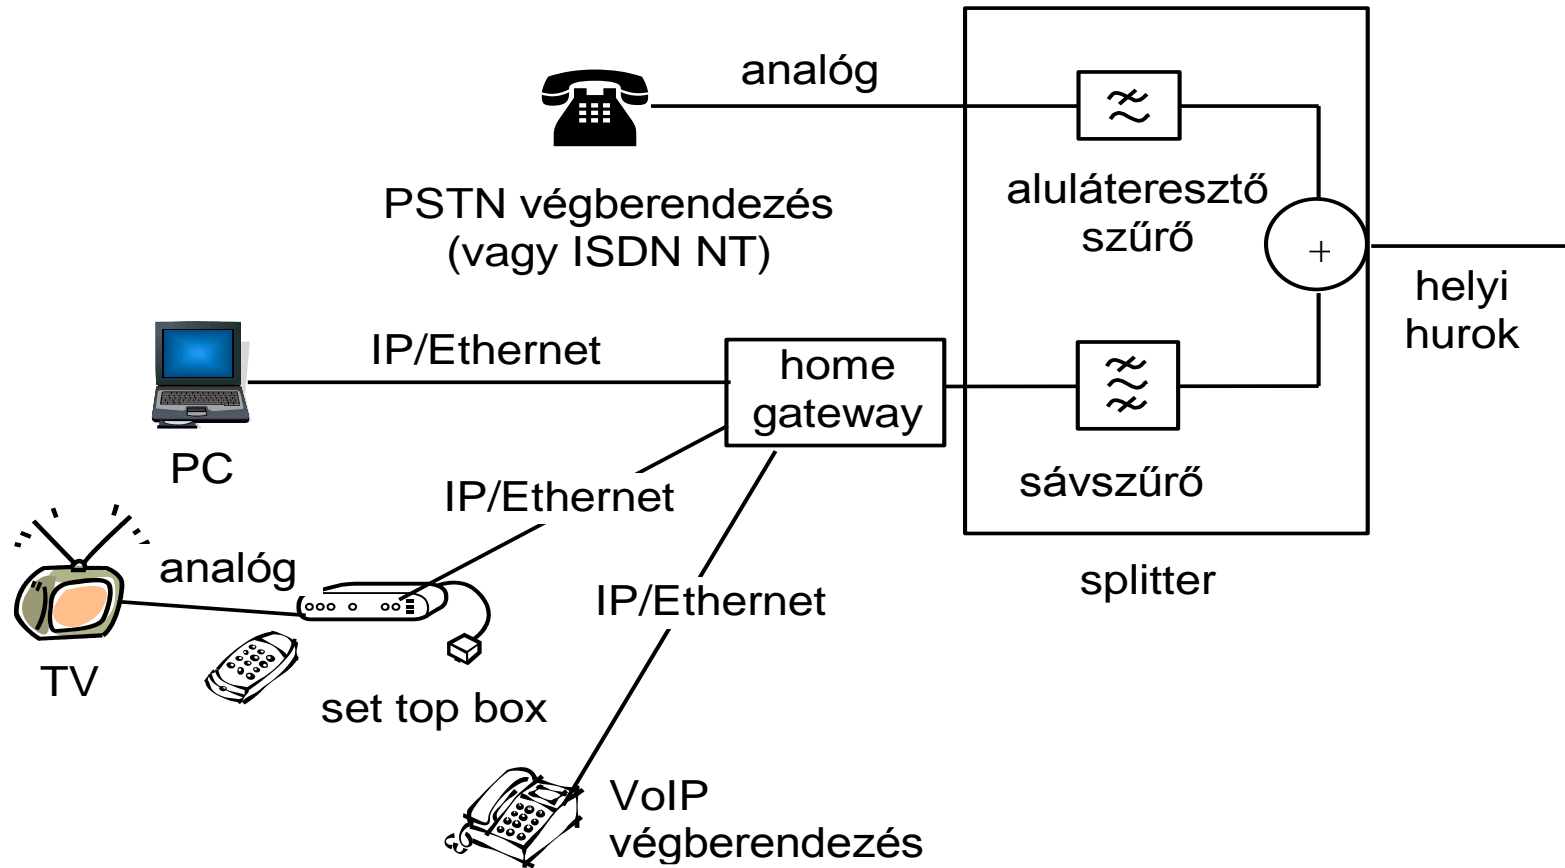 analóg
PSTN végberendezés
(vagy ISDN NT)
aluláteresztő
szűrő
+
helyi
hurok
IP/Ethernet
home
gateway
PC
IP/Ethernet
sávszűrő
analóg
IP/Ethernet
splitter
TV
set top box
VoIP
végberendezés